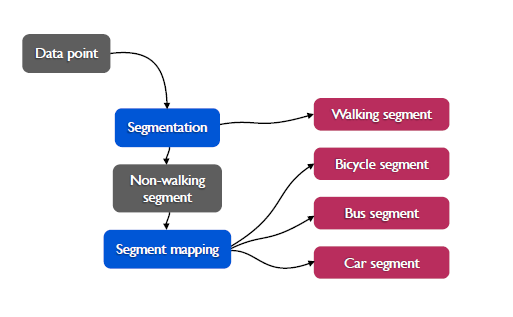 Data point
Segmentation
Walking segment
Non-walking
segment
Bicycle segment
Bus segment
Segment mapping
Car segment